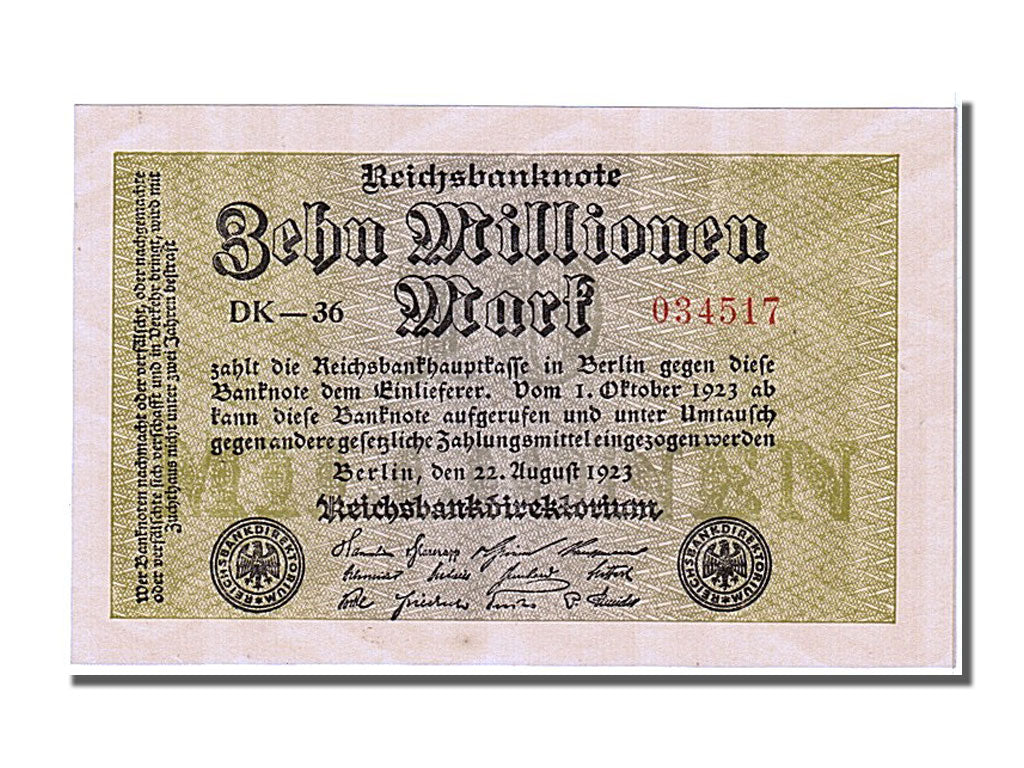 Reichsbanknote
Zehn Millionen
Mark
DK—36
034517
zahlt die Reichsbankhauptkasse in Berlin gegen diese
Banknote dem Einlieferer. Vom 1. Oktober 1923 ab
kann diese Banknote aufgerufen und unter Umtausch
gegen andere gesetzliche Zahlungsmittel eingezogen werden
Berlin, den 22. August 1923
Reichsbankdirektorium
REICHSBANKDIREKTORIUM
REICHSBANKDIREKTORIUM
Wer Banknoten nachmacht oder verfälscht, oder nachgemachte
oder verfälschte sich verschafft und in Verkehr bringt, wird mit
Zuchthaus nicht unter zwei Jahren bestraft